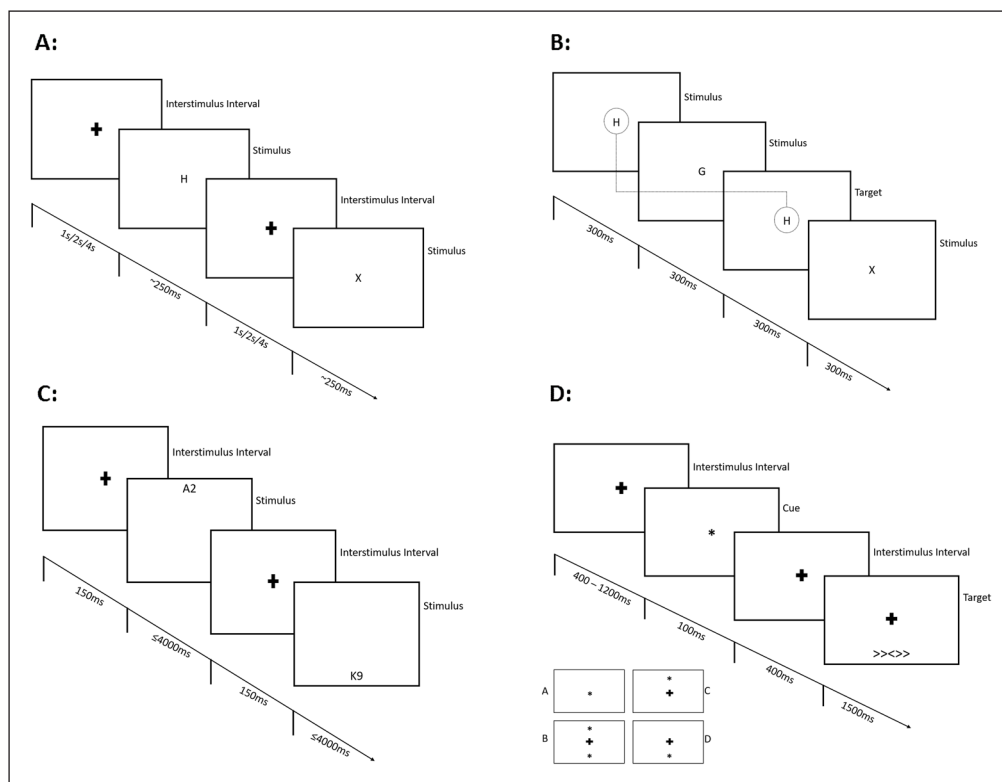 A:
Interstimulus Interval
✚
Stimulus
H
Interstimulus Interval
✚
Stimulus
X
1s/2s/4s
~250ms
1s/2s/4s
~250ms
B:
Stimulus
H
Stimulus
G
Target
H
Stimulus
X
300ms
300ms
300ms
300ms
C:
Interstimulus Interval
✚
A2
Stimulus
Interstimulus Interval
✚
Stimulus
K9
150ms
≤4000ms
150ms
≤4000ms
D:
Interstimulus Interval
✚
Cue
*
Interstimulus Interval
✚
Target
✚
>><>>
400 – 1200ms
100ms
400ms
1500ms
A
*
*
✚
C
B
*
✚
*
✚
*
D